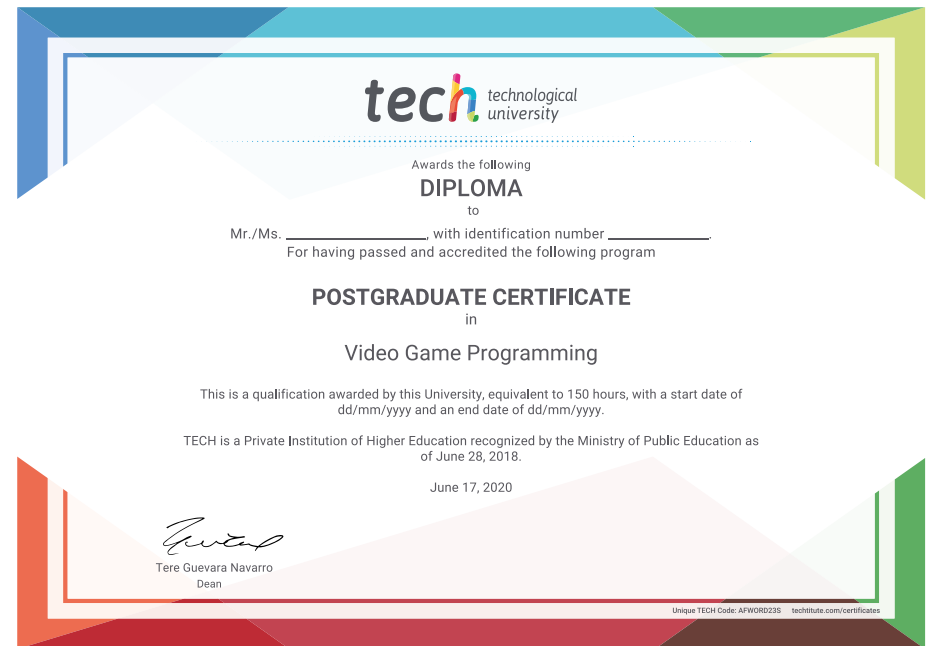 tech technological
university
Awards the following
DIPLOMA
to
Mr./Ms. ____________________, with identification number ______________.
For having passed and accredited the following program
POSTGRADUATE CERTIFICATE
in
Video Game Programming
This is a qualification awarded by this University, equivalent to 150 hours, with a start date of
dd/mm/yyyy and an end date of dd/mm/yyyy.
TECH is a Private Institution of Higher Education recognized by the Ministry of Public Education as
of June 28, 2018.
June 17, 2020
Tere Guevara Navarro
Dean
Unique TECH Code: AFWORD23S techtitute.com/certificates